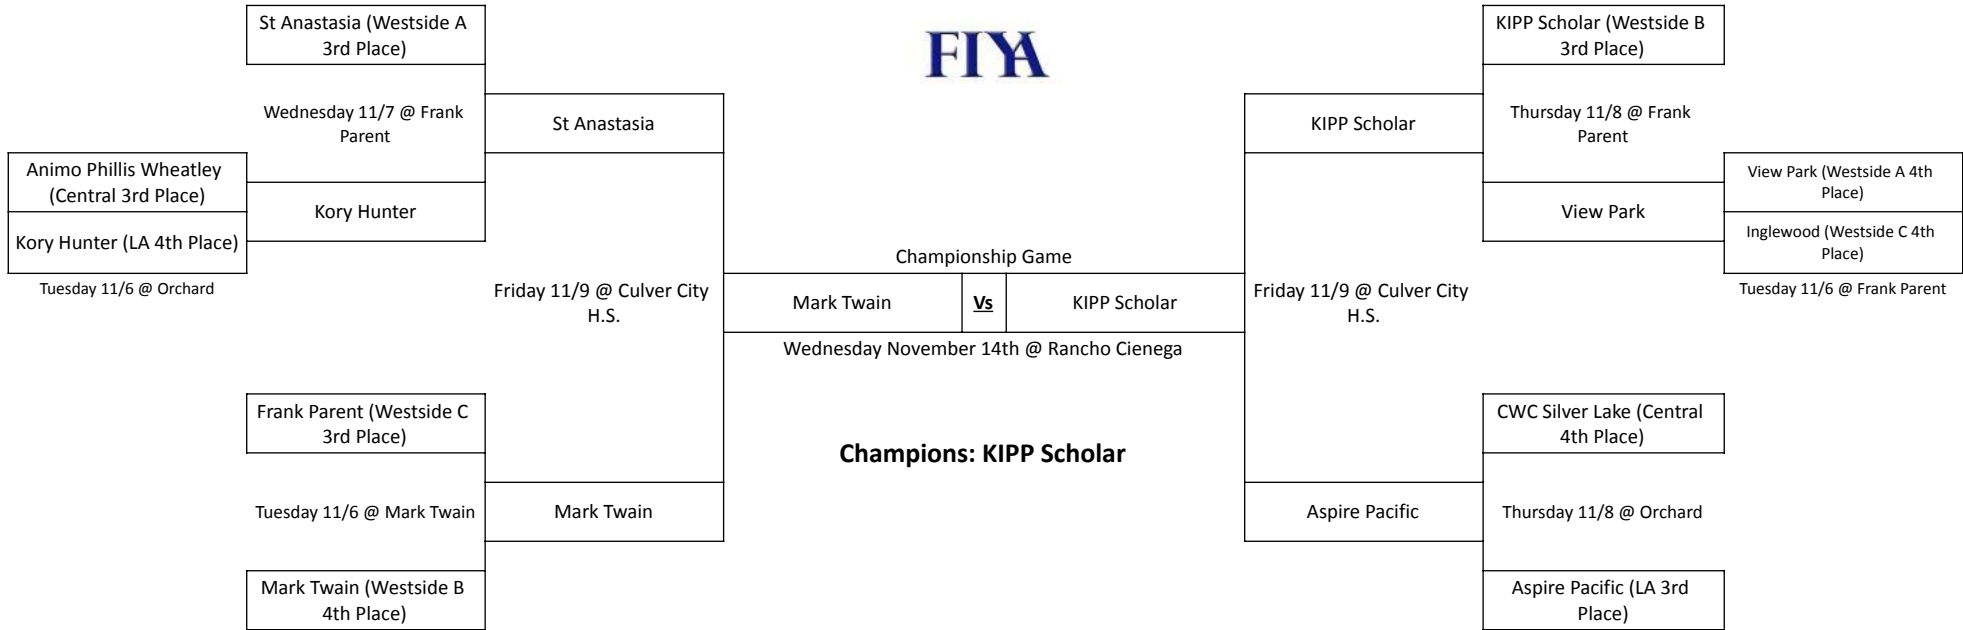 St Anastasia (Westside A
3rd Place)
Wednesday 11/7 @ Frank
Parent
St Anastasia
Animo Phillis Wheatley
(Central 3rd Place)
Kory Hunter (LA 4th Place)
Tuesday 11/6 @ Orchard
Kory Hunter
Friday 11/9 @ Culver City
H.S.
Frank Parent (Westside C
3rd Place)
Tuesday 11/6 @ Mark Twain
Mark Twain
Mark Twain (Westside B
4th Place)
FIYA
Championship Game
Mark Twain Vs KIPP Scholar
Wednesday November 14th @ Rancho Cienega
Champions: KIPP Scholar
KIPP Scholar (Westside B
3rd Place)
KIPP Scholar
Thursday 11/8 @ Frank
Parent
View Park (Westside A 4th
Place)
View Park
Inglewood (Westside C 4th
Place)
Tuesday 11/6 @ Frank Parent
Friday 11/9 @ Culver City
H.S.
CWC Silver Lake (Central
4th Place)
Aspire Pacific
Thursday 11/8 @ Orchard
Aspire Pacific (LA 3rd
Place)